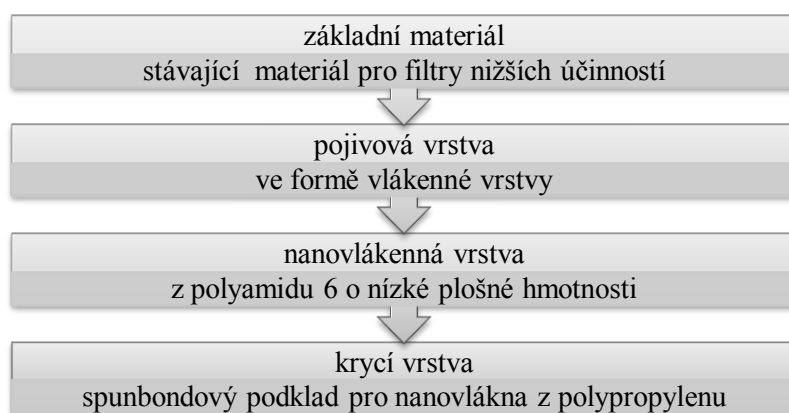 základní materiál
stávající materiál pro filtry nižších účinností
pojivová vrstva
ve formě vlákenné vrstvy
nanovlákenná vrstva
z polyamidu 6 o nízké plošné hmotnosti
krycí vrstva
spunbondový podklad pro nanovlákna z polypropylenu